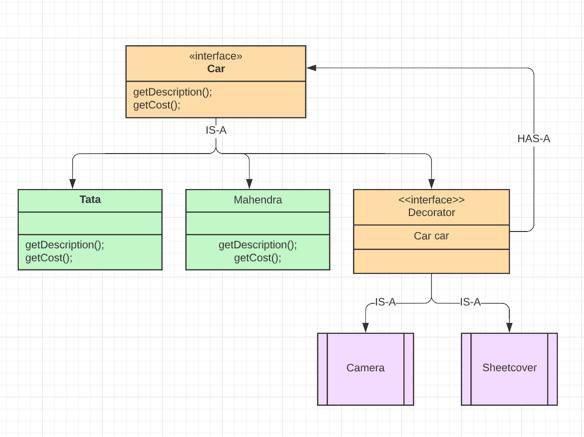 «interface»
Car
getDescription();
getCost();
IS-A
HAS-A
Tata
getDescription();
getCost();
Mahendra
getDescription();
getCost();
<<interface>>
Decorator
Car car
IS-A
IS-A
Camera
Sheetcover